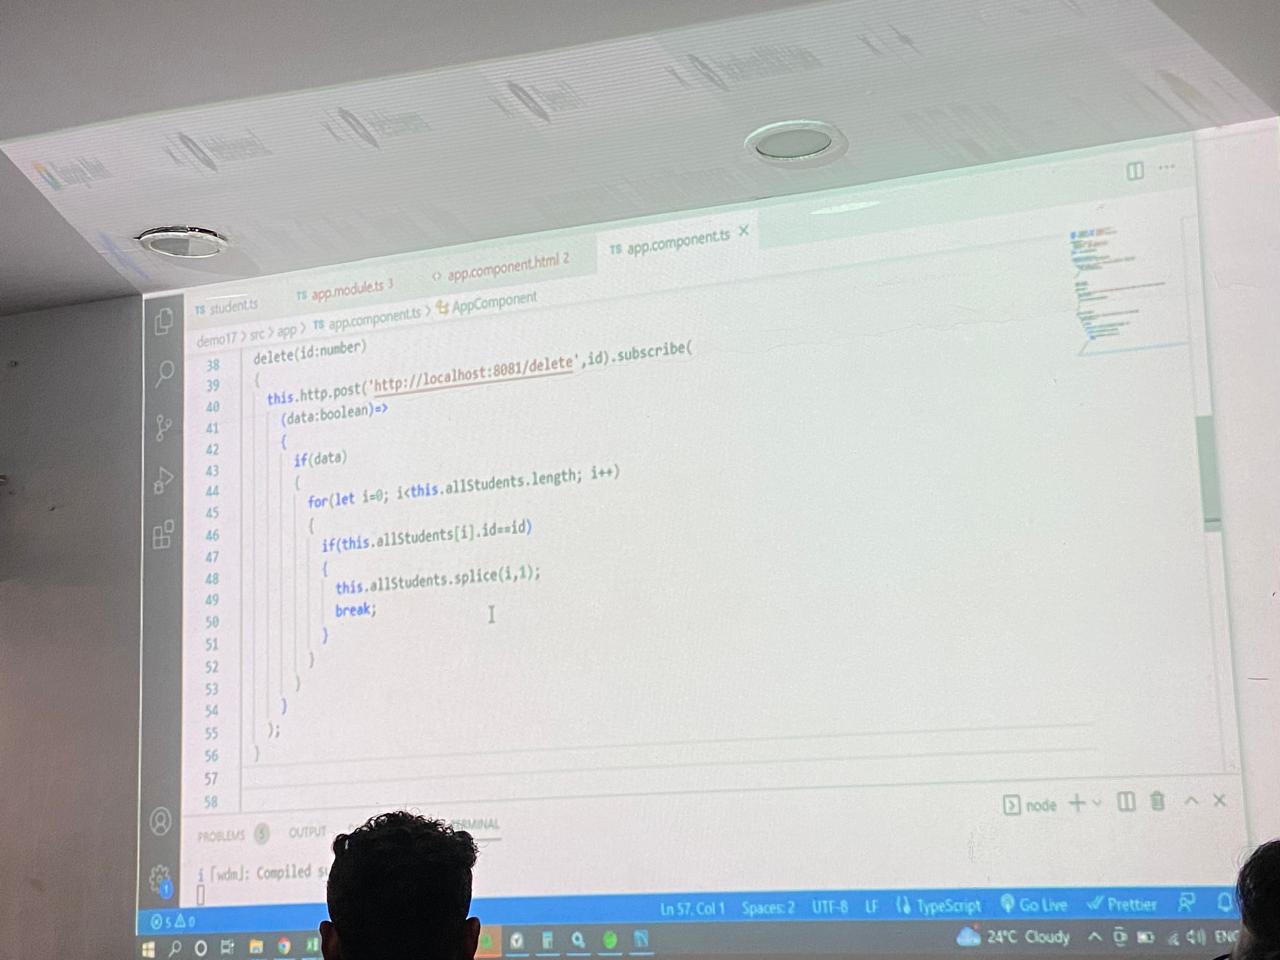 TS student.ts
TS app.module.ts 3
<> app.component.html 2
TS app.component.ts ×
demo17 > src > app > TS app.component.ts > AppComponent
38 delete(id:number)
39 {
40 this.http.post('http://localhost:8081/delete',id).subscribe(
41 (data:boolean)=>
42 {
43 if(data)
44 {
45 for(let i=0; i<this.allStudents.length; i++)
46 {
47 if(this.allStudents[i].id==id)
48 {
49 this.allStudents.splice(i,1);
50 break;
51 }
52 }
53 }
54 }
55 );
56 }
57
58
PROBLEMS 5 OUTPUT
node
i [wdm]: Compiled
5 0
Ln 57, Col 1 Spaces: 2 UTF-8 LF {} TypeScript Go Live Prettier
24°C Cloudy ENG